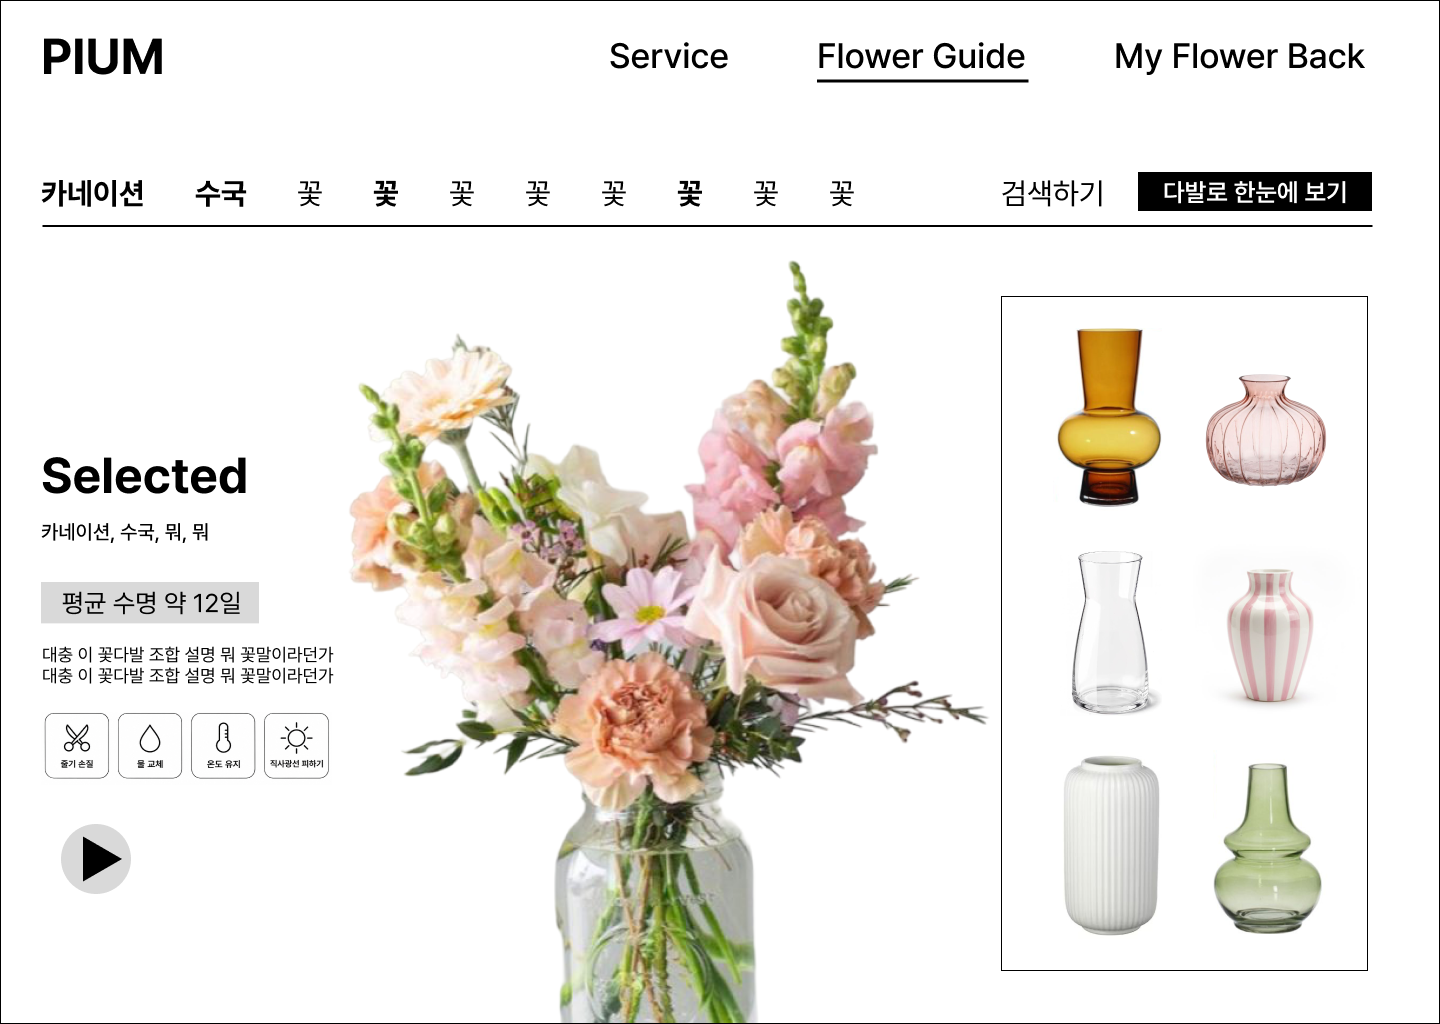 PIUM
Service
Flower Guide
My Flower Back
카네이션 수국 꽃 꽃 꽃 꽃 꽃 꽃 꽃 꽃
검색하기
다발로 한눈에 보기
Selected
카네이션, 수국, 뭐, 뭐
평균 수명 약 12일
대충 이 꽃다발 조합 설명 뭐 꽃말이라던가
대충 이 꽃다발 조합 설명 뭐 꽃말이라던가
줄기 손질
물 교체
온도 유지
직사광선 피하기